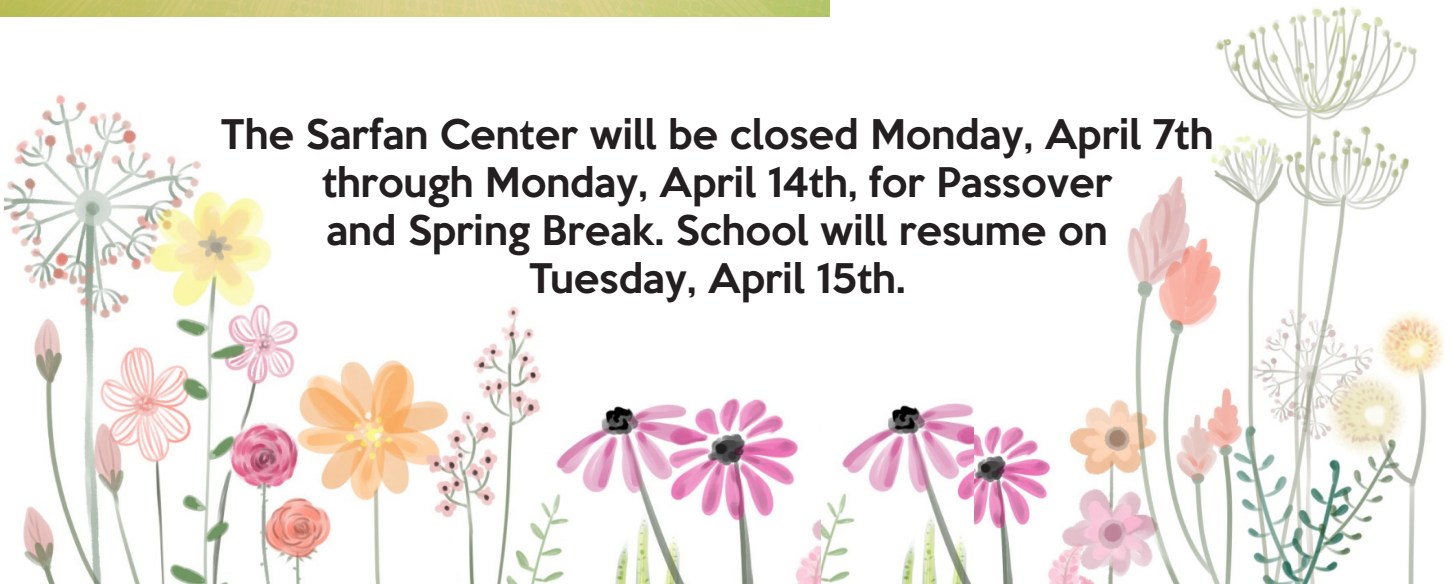 The Sarfan Center will be closed Monday, April 7th
through Monday, April 14th, for Passover
and Spring Break. School will resume on
Tuesday, April 15th.